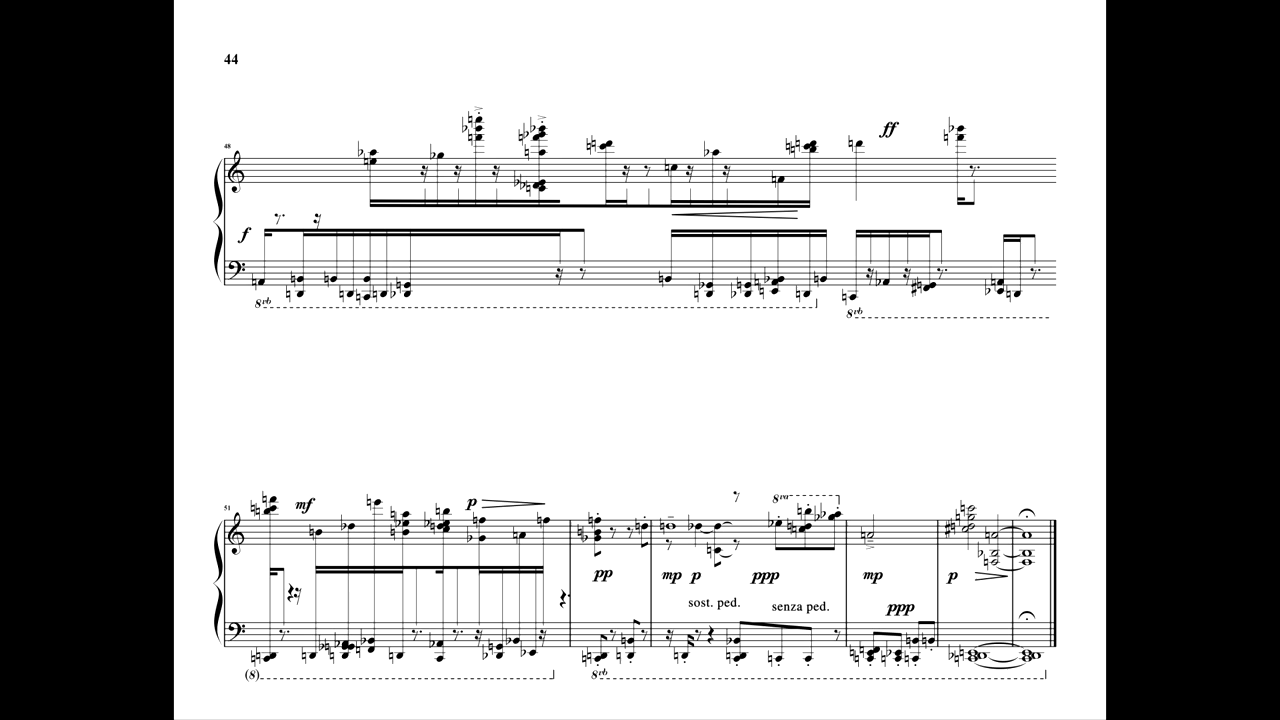 44
48
ff
f
8vb
8vb
51
mf
p
8va
pp
mp p ppp
mp
p
sost. ped.
senza ped.
ppp
(8)
8vb